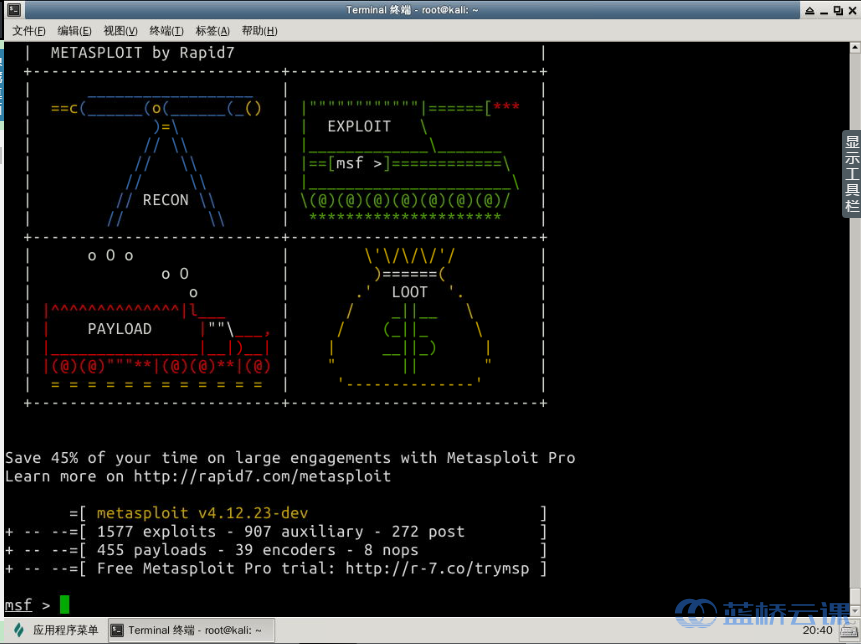 Terminal 终端 - root@kali: ~
文件(F) 编辑(E) 视图(V) 终端(T) 标签(A) 帮助(H)
| METASPLOIT by Rapid7 |
+---------------------------+---------------------------+
| __________________ | |
| ==c(______(o(______(_() | |""""""""""""|======[*** |
| )=\ | | EXPLOIT \ |
| // \\ | |_____________\_______ |
| // \\ | |==[msf >]============\ |
| // \\ | |______________________\ |
| // RECON \\ | \(@)(@)(@)(@)(@)(@)(@)/ |
| // \\ | ********************* |
+---------------------------+---------------------------+
| o O o | \'\/\/\/'/ |
| o O | )======( |
| o | .' LOOT '. |
| |^^^^^^^^^^^^^^|l___ | / _||__ \ |
| | PAYLOAD |""\___, | / (_||_ \ |
| |________________|__|)__| | | __||_) | |
| |(@)(@)"""**|(@)(@)**|(@) | " || " |
| = = = = = = = = = = = = | '--------------' |
+---------------------------+---------------------------+
Save 45% of your time on large engagements with Metasploit Pro
Learn more on http://rapid7.com/metasploit
=[ metasploit v4.12.23-dev ]
+ -- --=[ 1577 exploits - 907 auxiliary - 272 post ]
+ -- --=[ 455 payloads - 39 encoders - 8 nops ]
+ -- --=[ Free Metasploit Pro trial: http://r-7.co/trymsp ]
msf >
显示工具栏
蓝桥云课
应用程序菜单 Terminal 终端 - root@kali: ~ 20:40